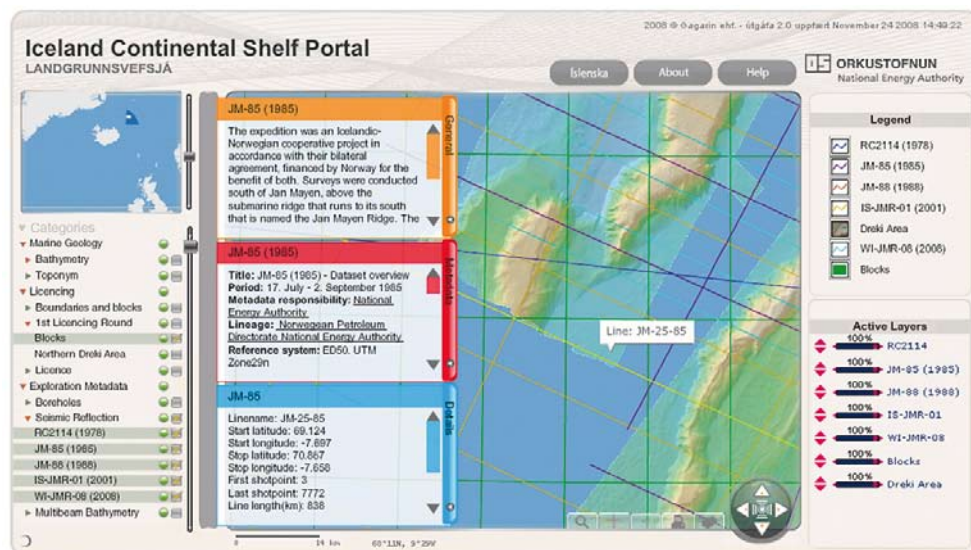 2008 © Gagarin ehf. - útgáfa 2.0 uppfært November 24 2008 14:49:22
Iceland Continental Shelf Portal
LANDGRUNNSVEFSJÁ
Íslenska
About
Help
ORKUSTOFNUN
National Energy Authority
JM-85 (1985)
General
The expedition was an Icelandic-
Norwegian cooperative project in
accordance with their bilateral
agreement, financed by Norway for the
benefit of both. Surveys were conducted
south of Jan Mayen, above the
submarine ridge that runs to its south
that is named the Jan Mayen Ridge. The
JM-85 (1985)
Metadata
Title: JM-85 (1985) - Dataset overview
Period: 17. July - 2. September 1985
Metadata responsibility: National
Energy Authority
Lineage: Norwegian Petroleum
Directorate National Energy Authority
Reference system: ED50. UTM
Zone29n
JM-85
Details
Linename: JM-25-85
Start latitude: 69.124
Start longitude: -7.697
Stop latitude: 70.867
Stop longitude: -7.658
First shotpoint: 3
Last shotpoint: 7772
Line length(km): 838
Categories
Marine Geology
Bathymetry
Toponym
Licencing
Boundaries and blocks
1st Licencing Round
Blocks
Northern Dreki Area
Licence
Exploration Metadata
Boreholes
Seismic Reflection
RC2114 (1978)
JM-85 (1985)
JM-88 (1988)
IS-JMR-01 (2001)
WI-JMR-08 (2008)
Multibeam Bathymetry
Line: JM-25-85
Legend
RC2114 (1978)
JM-85 (1985)
JM-88 (1988)
IS-JMR-01 (2001)
Dreki Area
WI-JMR-08 (2008)
Blocks
Active Layers
100% RC2114
100% JM-85 (1985)
100% JM-88 (1988)
100% IS-JMR-01
100% WI-JMR-08
100% Blocks
100% Dreki Area
0
14 km